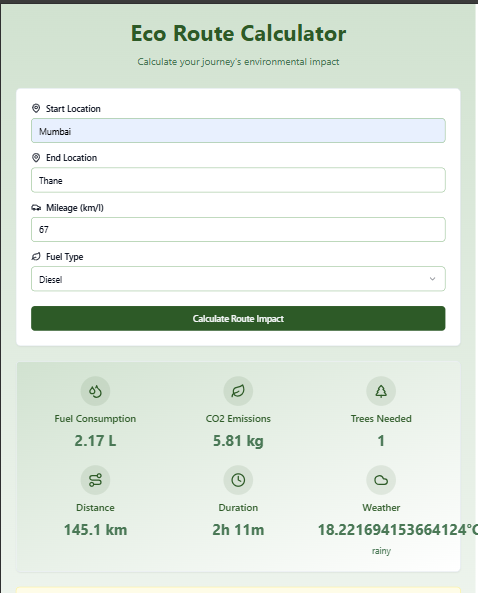 Eco Route Calculator
Calculate your journey's environmental impact
Start Location
Mumbai
End Location
Thane
Mileage (km/l)
67
Fuel Type
Diesel
Calculate Route Impact
Fuel Consumption
2.17 L
CO2 Emissions
5.81 kg
Trees Needed
1
Distance
145.1 km
Duration
2h 11m
Weather
18.221694153664124°C
rainy